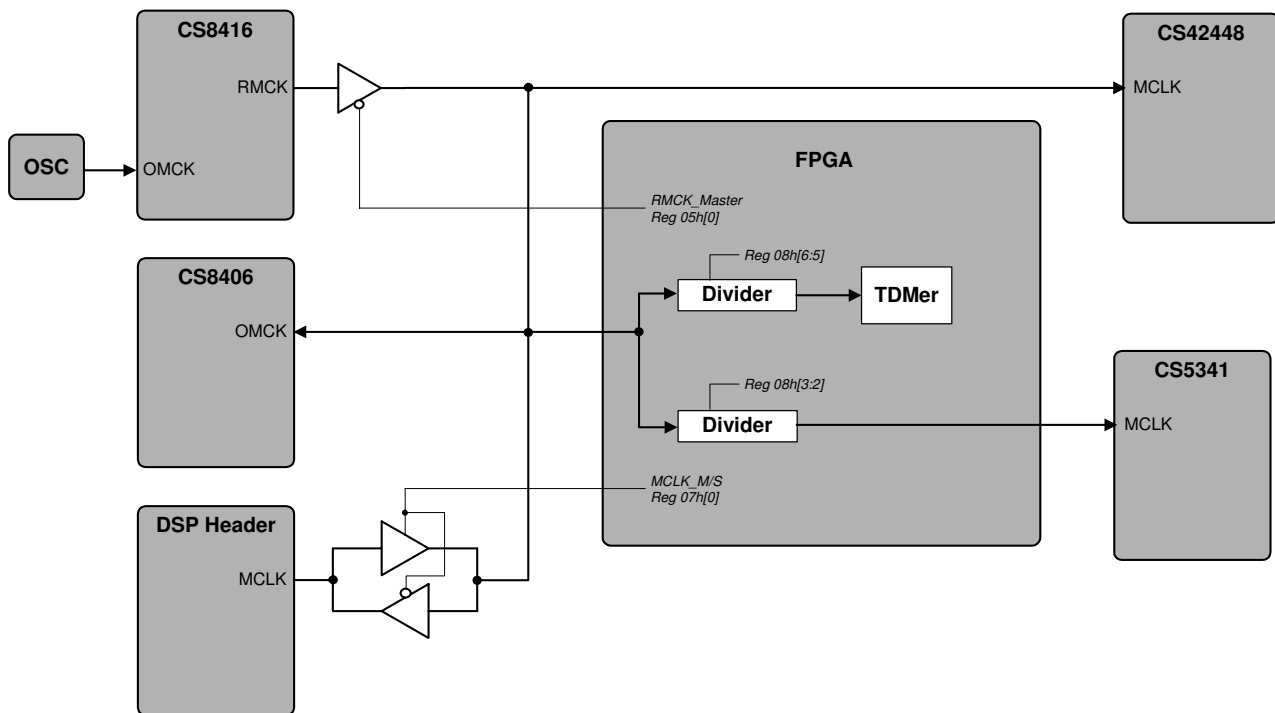 CS8416
RMCK
OSC
OMCK
CS42448
MCLK
FPGA
RMCK_Master
Reg 05h[0]
Reg 08h[6:5]
Divider
TDMer
CS8406
OMCK
Reg 08h[3:2]
Divider
CS5341
MCLK
MCLK_M/S
Reg 07h[0]
DSP Header
MCLK